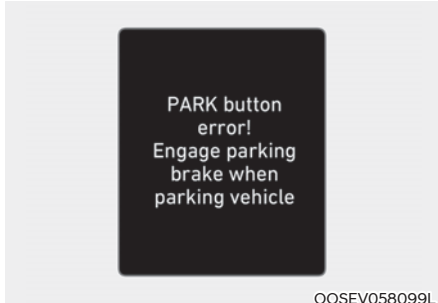 PARK button
error!
Engage parking
brake when
parking vehicle
OOSEV058099L